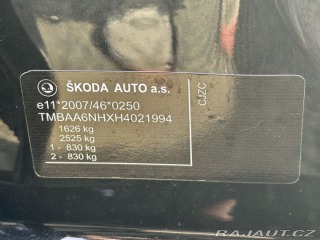 ŠKODA AUTO a.s.
e11*2007/46*0250
TMBAA6NHXH4021994
1626 kg
2525 kg
1 - 830 kg
2 - 830 kg
CJZC
RAJAUT.CZ